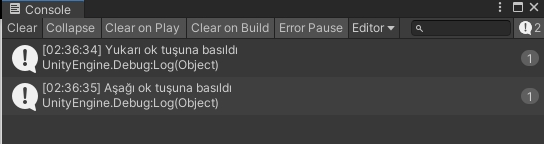 Console
Clear Collapse Clear on Play Clear on Build Error Pause Editor 2
[02:36:34] Yukarı ok tuşuna basıldı
UnityEngine.Debug:Log(Object)
1
[02:36:35] Aşağı ok tuşuna basıldı
UnityEngine.Debug:Log(Object)
1